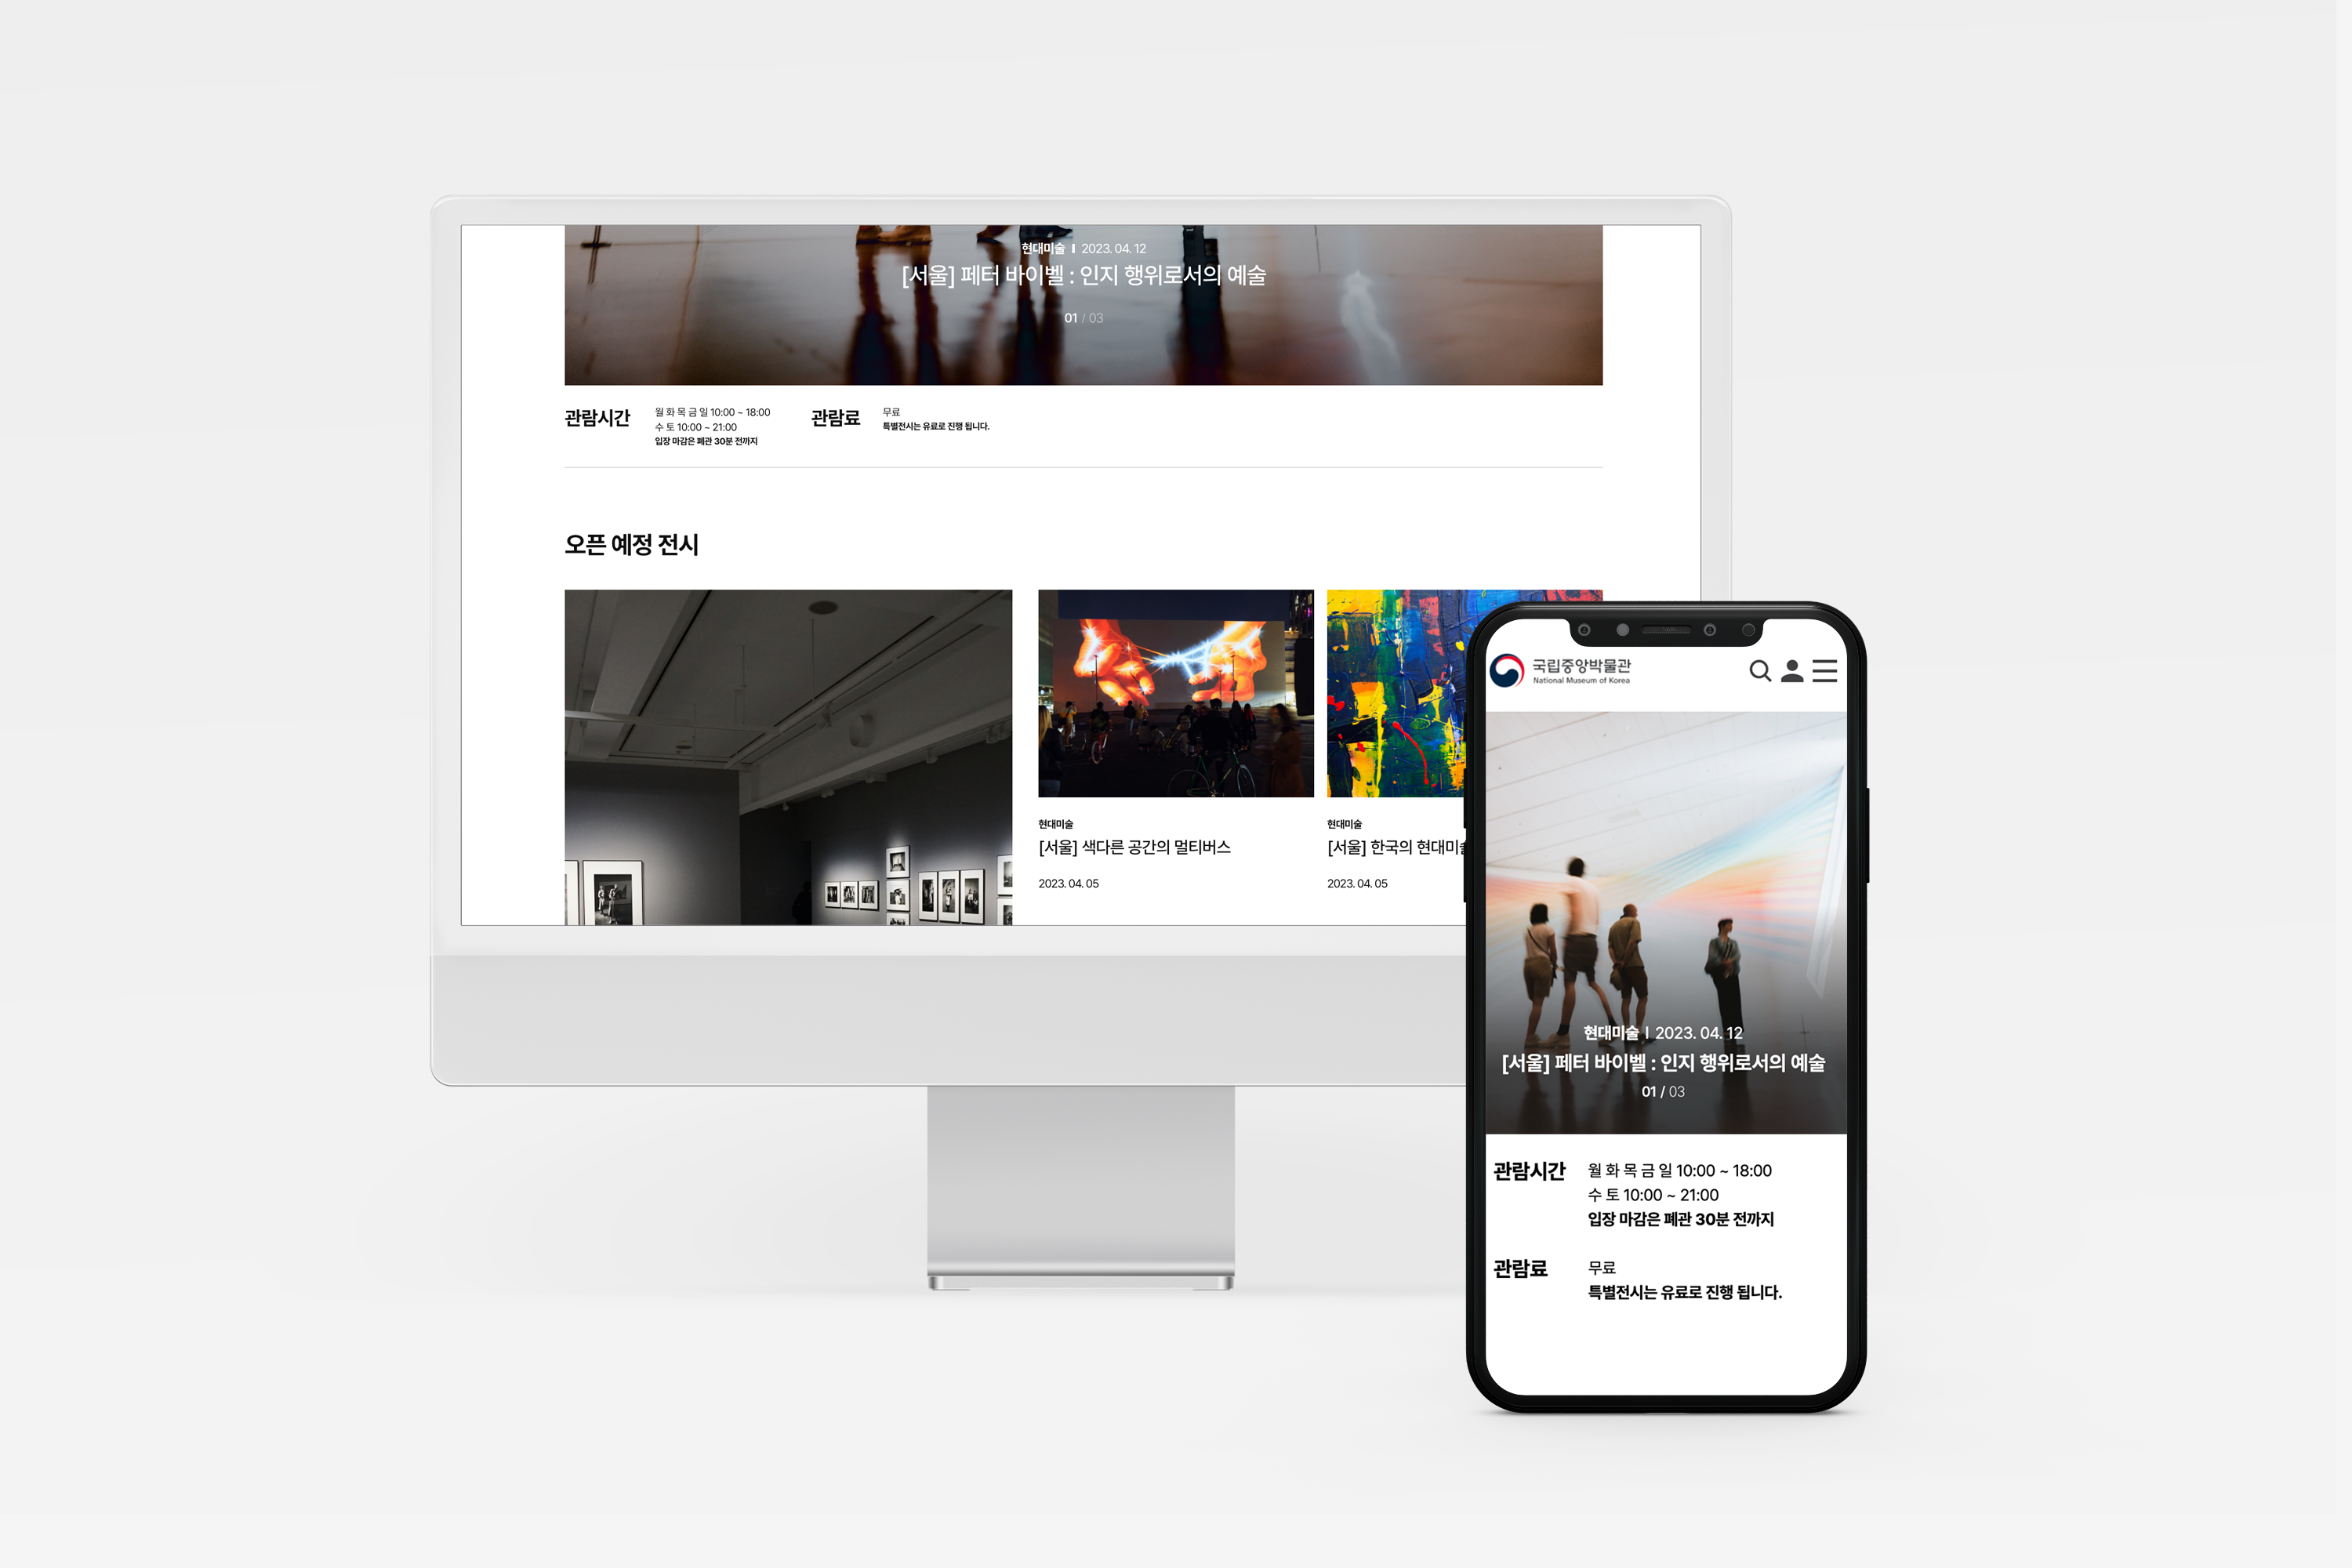 현대미술 | 2023. 04. 12
[서울] 페터 바이벨 : 인지 행위로서의 예술
01 / 03
관람시간
월 화 목 금 일 10:00 ~ 18:00
수 토 10:00 ~ 21:00
입장 마감은 폐관 30분 전까지
관람료
무료
특별전시는 유료로 진행 됩니다.
오픈 예정 전시
현대미술
[서울] 색다른 공간의 멀티버스
2023. 04. 05
현대미술
[서울] 한국의 현대미술
2023. 04. 05
국립중앙박물관
National Museum of Korea
현대미술 | 2023. 04. 12
[서울] 페터 바이벨 : 인지 행위로서의 예술
01 / 03
관람시간
월 화 목 금 일 10:00 ~ 18:00
수 토 10:00 ~ 21:00
입장 마감은 폐관 30분 전까지
관람료
무료
특별전시는 유료로 진행 됩니다.